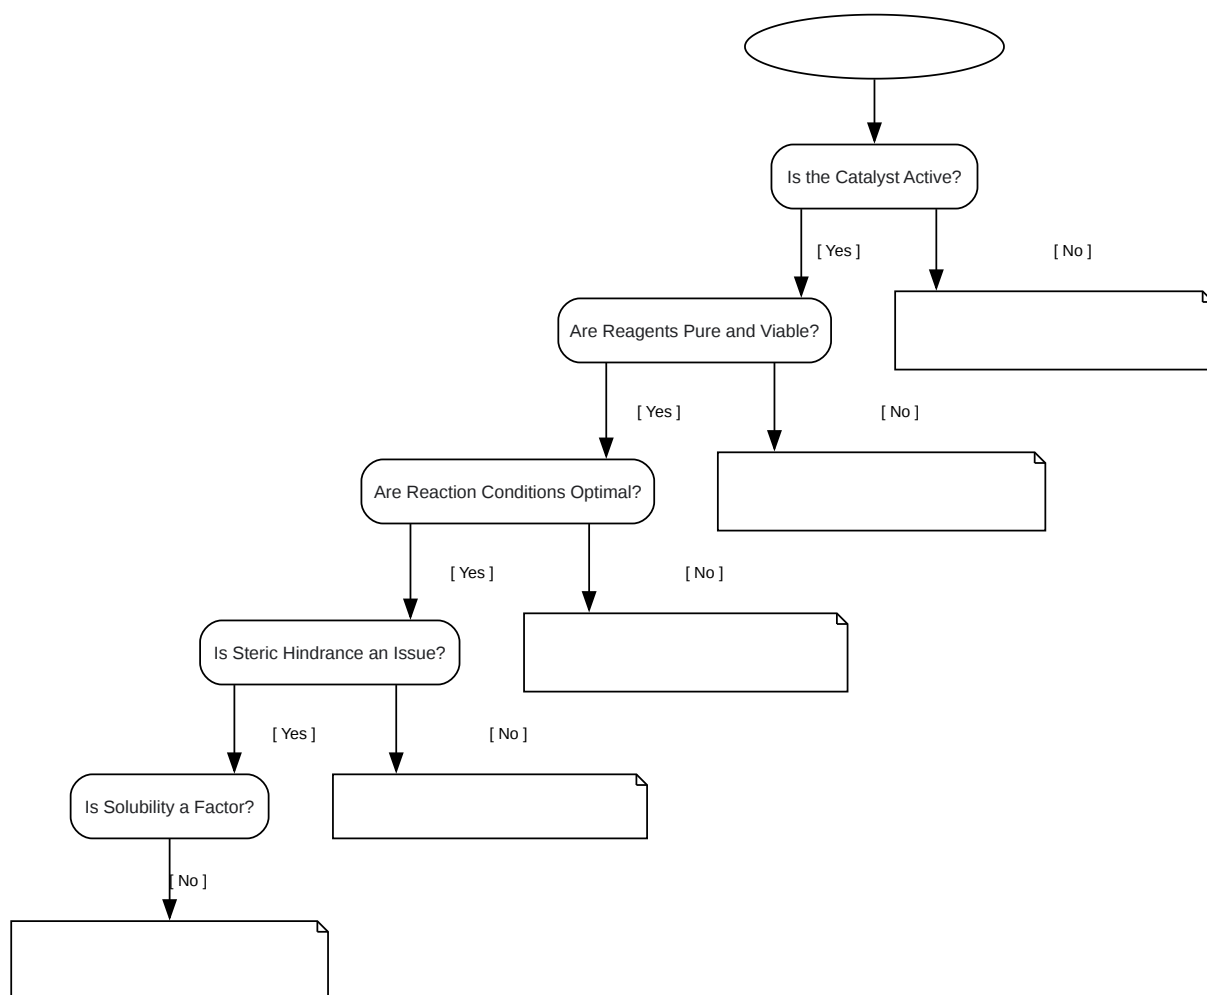 Is the Catalyst Active?
[ Yes ]
[ No ]
Are Reagents Pure and Viable?
[ Yes ]
[ No ]
Are Reaction Conditions Optimal?
[ Yes ]
[ No ]
Is Steric Hindrance an Issue?
[ Yes ]
[ No ]
Is Solubility a Factor?
[ No ]